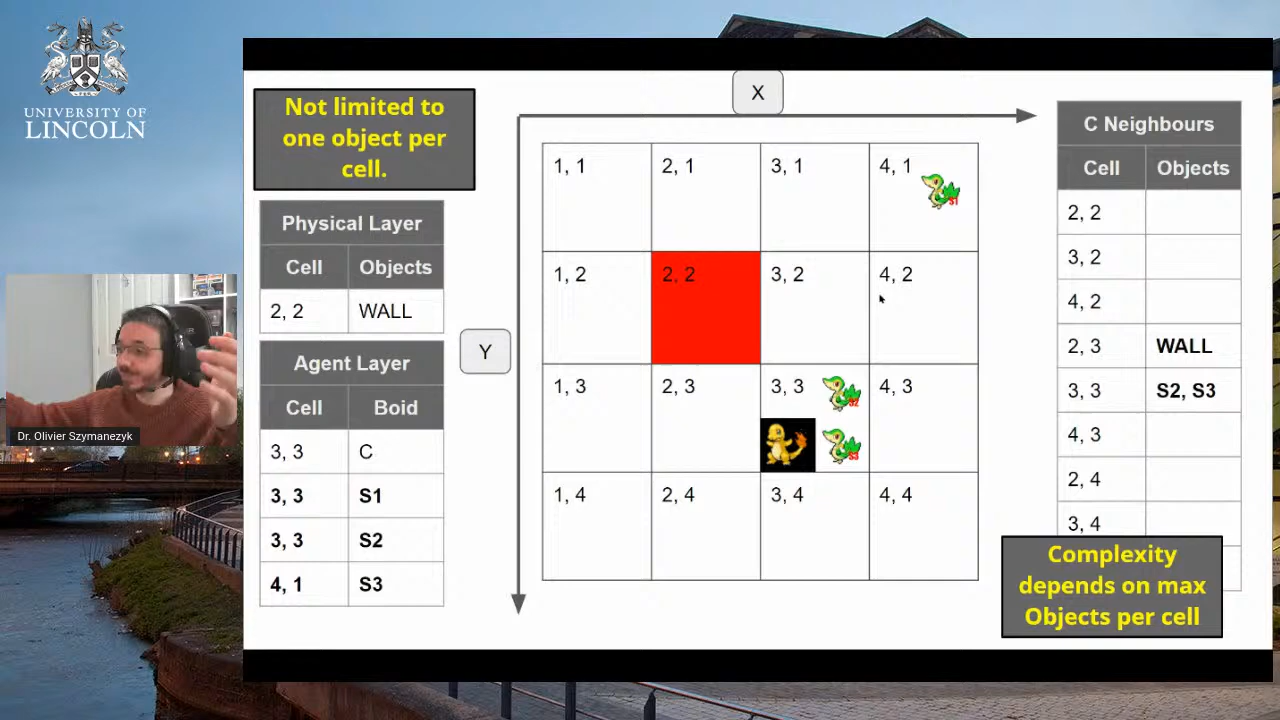 UNIVERSITY OF
LINCOLN
Not limited to
one object per
cell.
Physical Layer
Cell Objects
2, 2 WALL
Agent Layer
Cell Boid
3, 3 C
3, 3 S1
3, 3 S2
4, 1 S3
Dr. Olivier Szymanezyk
X
Y
1, 1 2, 1 3, 1 4, 1
S1
1, 2 2, 2 3, 2 4, 2
1, 3 2, 3 3, 3 4, 3
S2
S3
1, 4 2, 4 3, 4 4, 4
C Neighbours
Cell Objects
2, 2
3, 2
4, 2
2, 3 WALL
3, 3 S2, S3
4, 3
2, 4
3, 4
Complexity
depends on max
Objects per cell